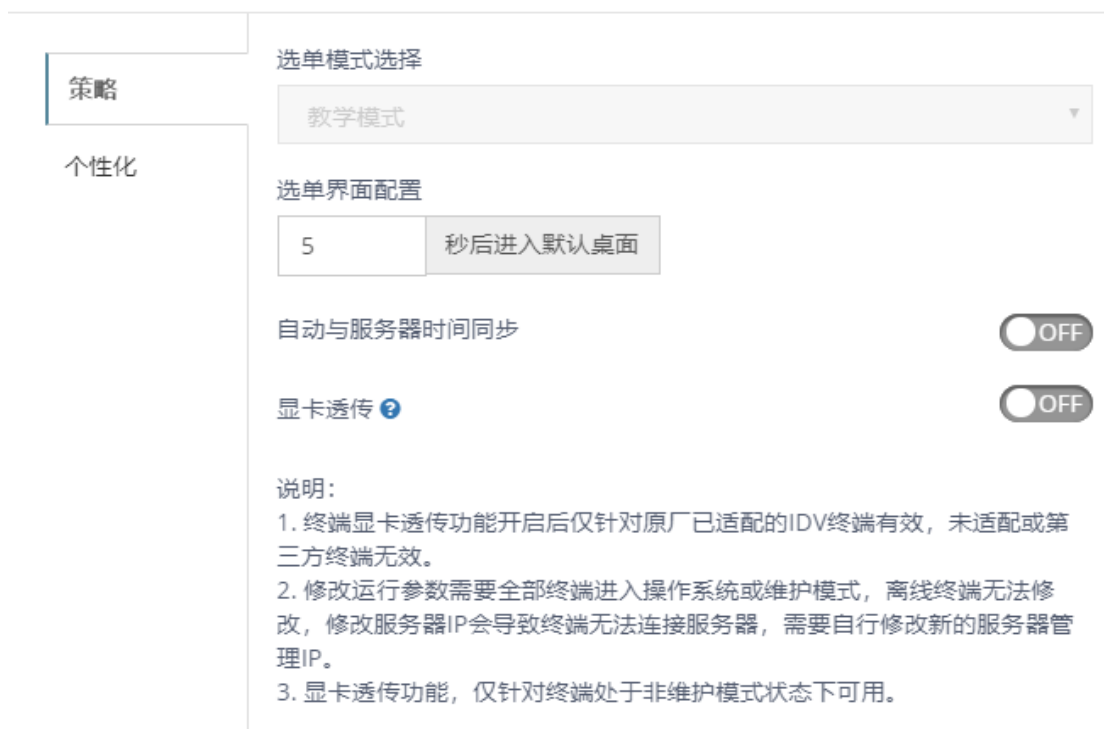 策略
个性化
选单模式选择
教学模式
选单界面配置
5 秒后进入默认桌面
自动与服务器时间同步 OFF
显卡透传 ? OFF
说明：
1. 终端显卡透传功能开启后仅针对原厂已适配的IDV终端有效，未适配或第
三方终端无效。
2. 修改运行参数需要全部终端进入操作系统或维护模式，离线终端无法修
改，修改服务器IP会导致终端无法连接服务器，需要自行修改新的服务器管
理IP。
3. 显卡透传功能，仅针对终端处于非维护模式状态下可用。